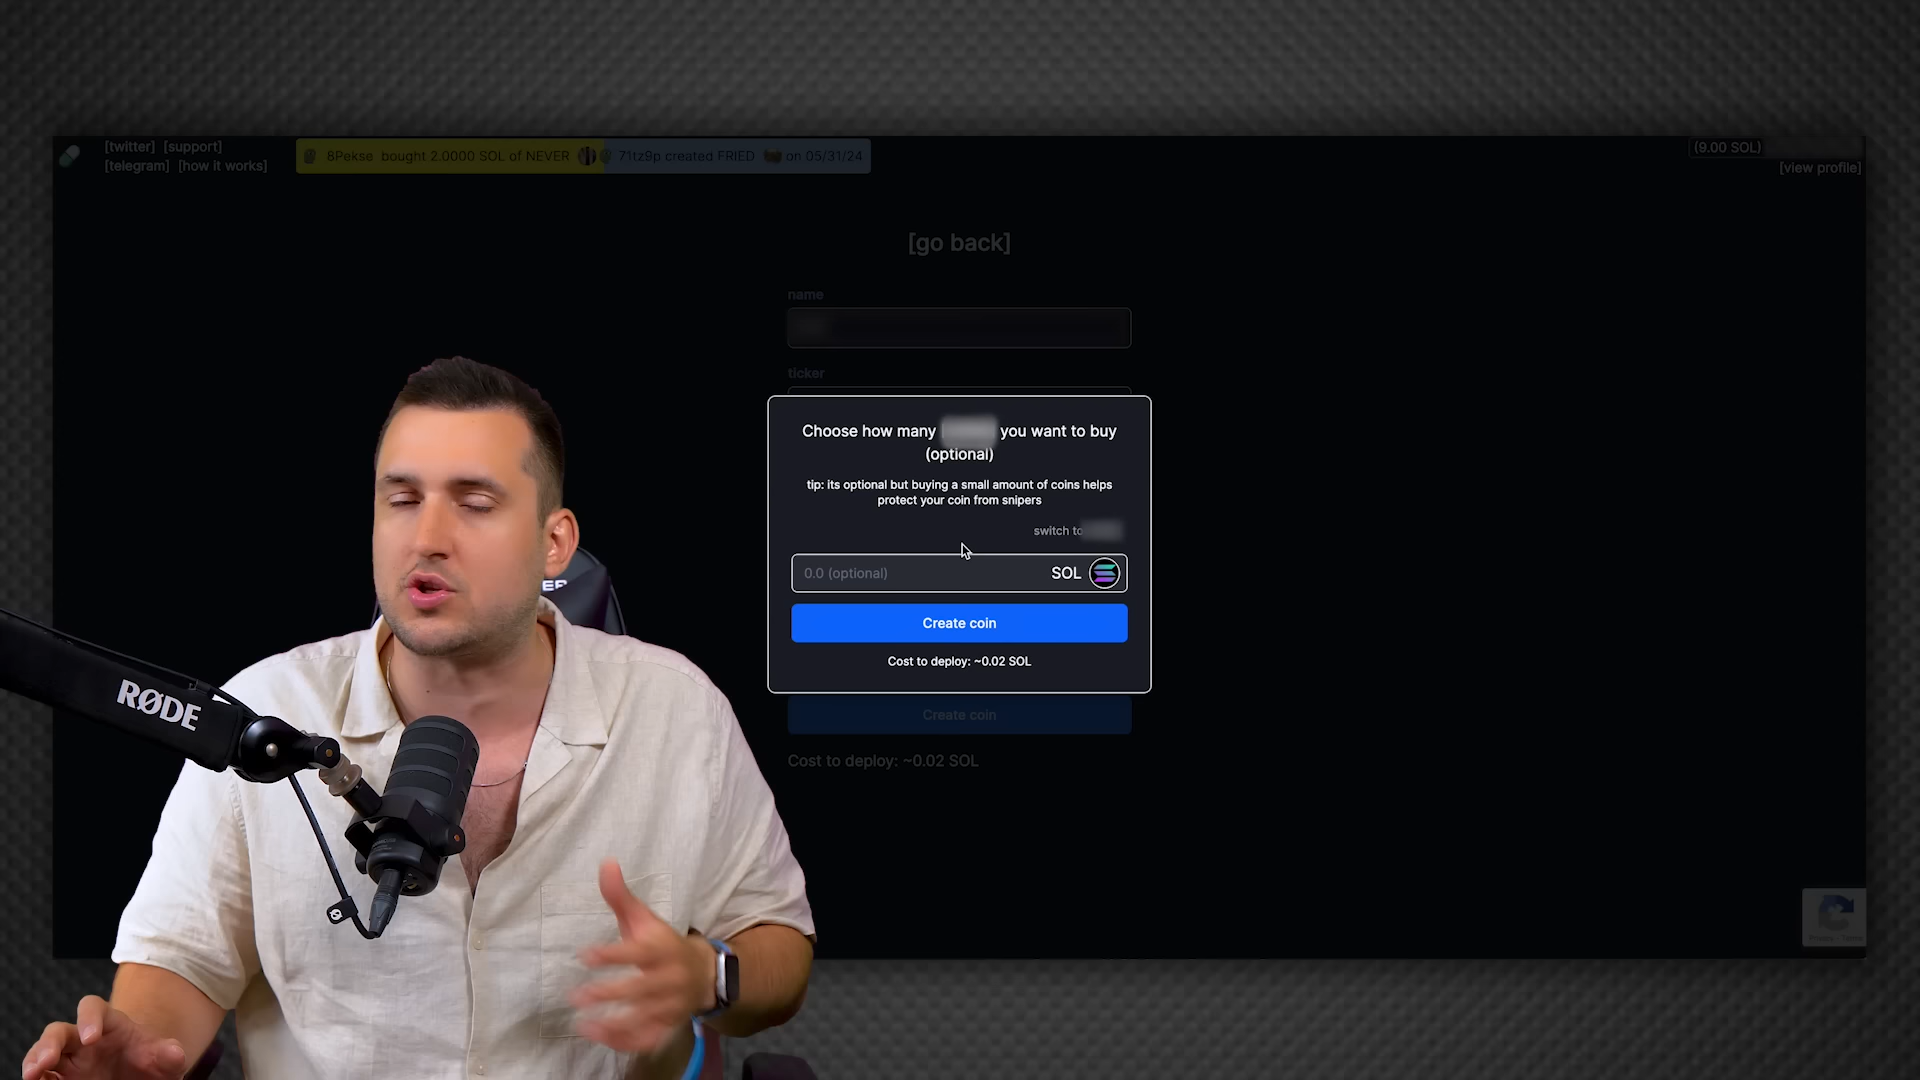 [twitter] [support]
[telegram] [how it works]
8Pekse bought 2.0000 SOL of NEVER
71tz9p created FRIED on 05/31/24
(9.00 SOL)
[view profile]
[go back]
name
ticker
Choose how many you want to buy
(optional)
tip: its optional but buying a small amount of coins helps
protect your coin from snipers
switch to
0.0 (optional) SOL
Create coin
Cost to deploy: ~0.02 SOL
Create coin
Cost to deploy: ~0.02 SOL
RØDE